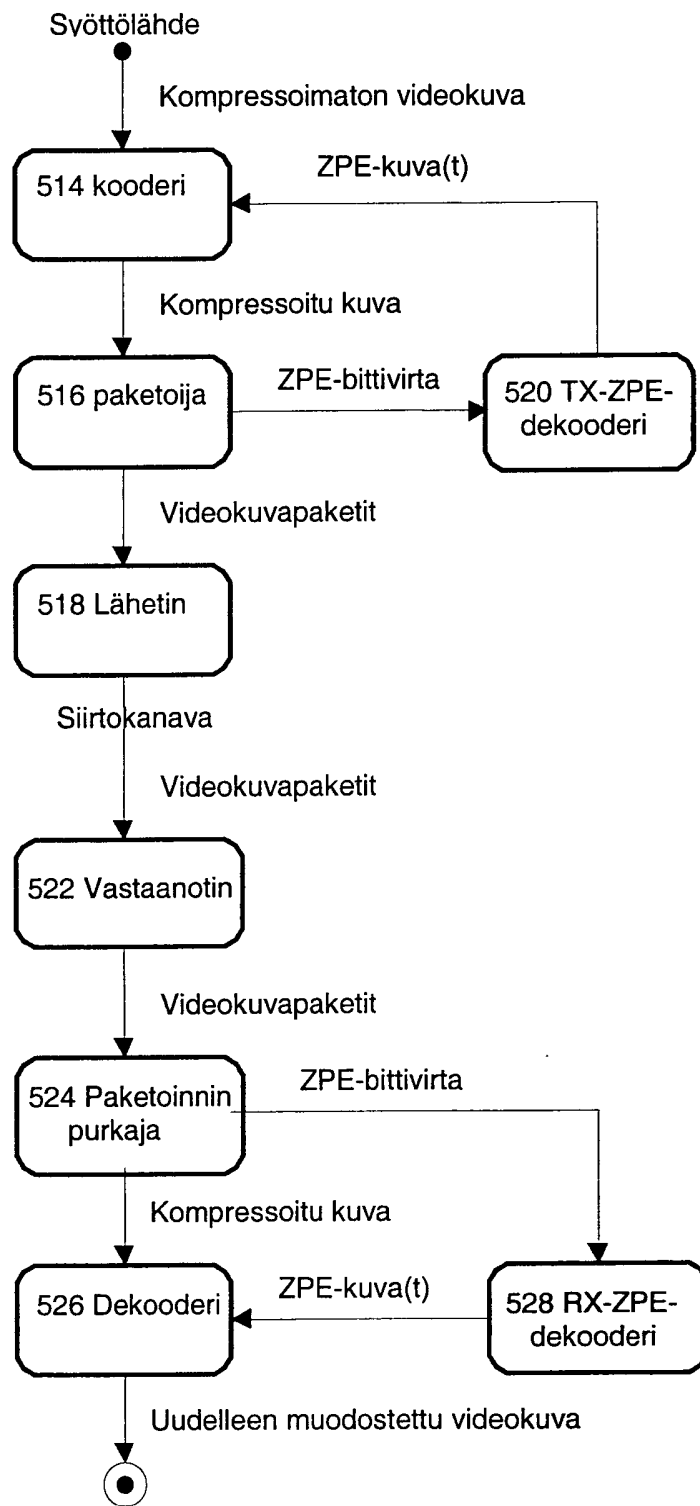 Syöttölähde
Kompressoimaton videokuva
514 kooderi
ZPE-kuva(t)
Kompressoitu kuva
516 paketoija
ZPE-bittivirta
520 TX-ZPE-
dekooderi
Videokuvapaketit
518 Lähetin
Siirtokanava
Videokuvapaketit
522 Vastaanotin
Videokuvapaketit
524 Paketoinnin
purkaja
ZPE-bittivirta
Kompressoitu kuva
526 Dekooderi
ZPE-kuva(t)
528 RX-ZPE-
dekooderi
Uudelleen muodostettu videokuva